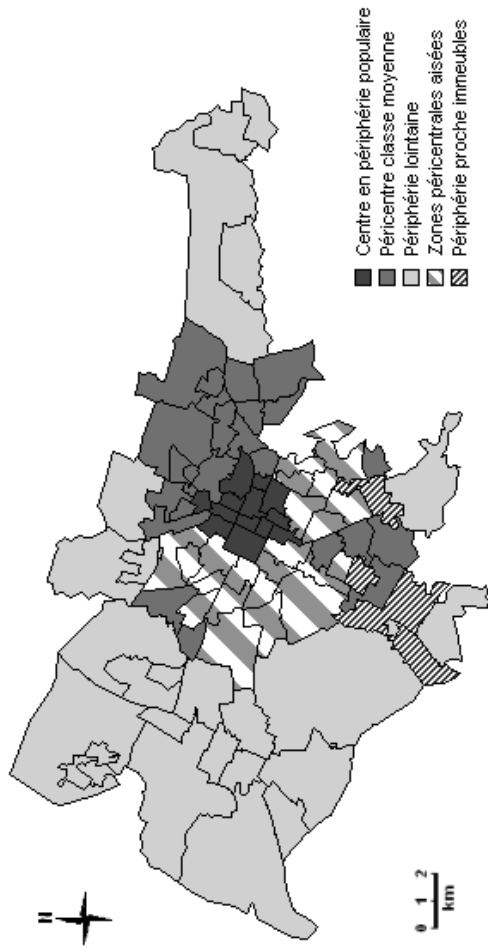 Centre en périphérie populaire
Péricentre classe moyenne
Périphérie lointaine
Zones péricentrales aisées
Périphérie proche immeubles
N
0 1 2
km